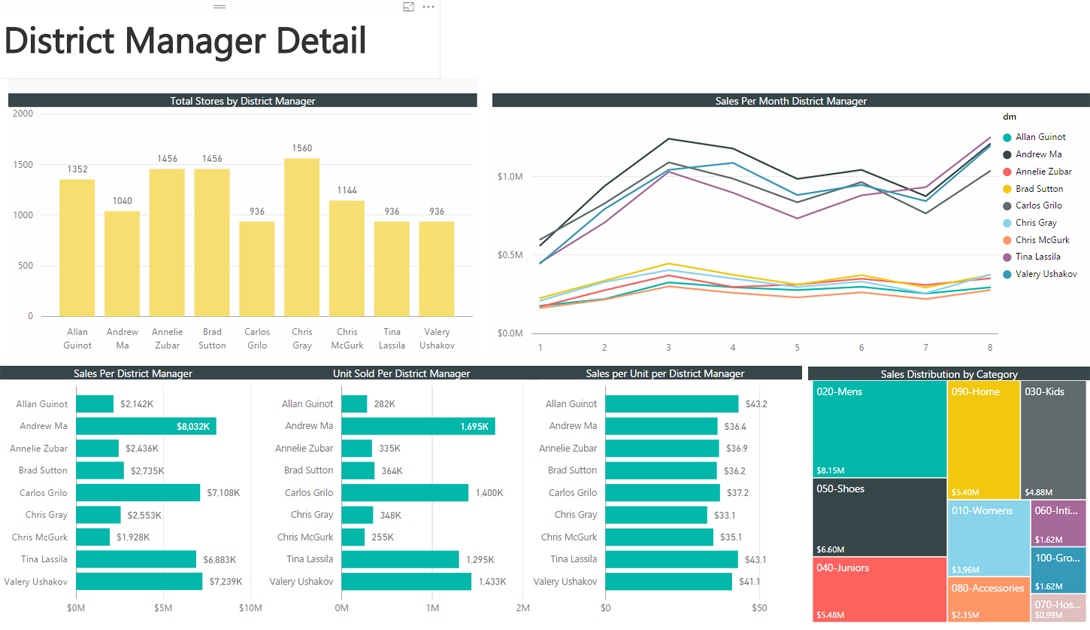 District Manager Detail
Total Stores by District Manager
2000
1500
1000
500
0
1352
1040
1456
1456
936
1560
1144
936
936
Allan Guinot
Andrew Ma
Annelie Zubar
Brad Sutton
Carlos Grilo
Chris Gray
Chris McGurk
Tina Lassila
Valery Ushakov
Sales Per Month District Manager
$1.0M
$0.5M
$0.0M
1 2 3 4 5 6 7 8
dm
Allan Guinot
Andrew Ma
Annelie Zubar
Brad Sutton
Carlos Grilo
Chris Gray
Chris McGurk
Tina Lassila
Valery Ushakov
Sales Per District Manager
Allan Guinot $2,142K
Andrew Ma $8,032K
Annelie Zubar $2,436K
Brad Sutton $2,735K
Carlos Grilo $7,108K
Chris Gray $2,553K
Chris McGurk $1,928K
Tina Lassila $6,883K
Valery Ushakov $7,239K
$0M $5M $10M
Unit Sold Per District Manager
Allan Guinot 282K
Andrew Ma 1,695K
Annelie Zubar 335K
Brad Sutton 364K
Carlos Grilo 1,400K
Chris Gray 348K
Chris McGurk 255K
Tina Lassila 1,295K
Valery Ushakov 1,433K
0M 1M 2M
Sales per Unit per District Manager
Allan Guinot $43.2
Andrew Ma $36.4
Annelie Zubar $36.9
Brad Sutton $36.2
Carlos Grilo $37.2
Chris Gray $33.1
Chris McGurk $35.1
Tina Lassila $43.1
Valery Ushakov $41.1
$0 $50
Sales Distribution by Category
020-Mens
$8.15M
050-Shoes
$6.60M
040-Juniors
$5.48M
090-Home
$5.40M
030-Kids
$4.88M
010-Womens
$3.96M
080-Accessories
$2.35M
060-Inti...
$1.62M
100-Gro...
$1.62M
070-Hos...
$0.99M